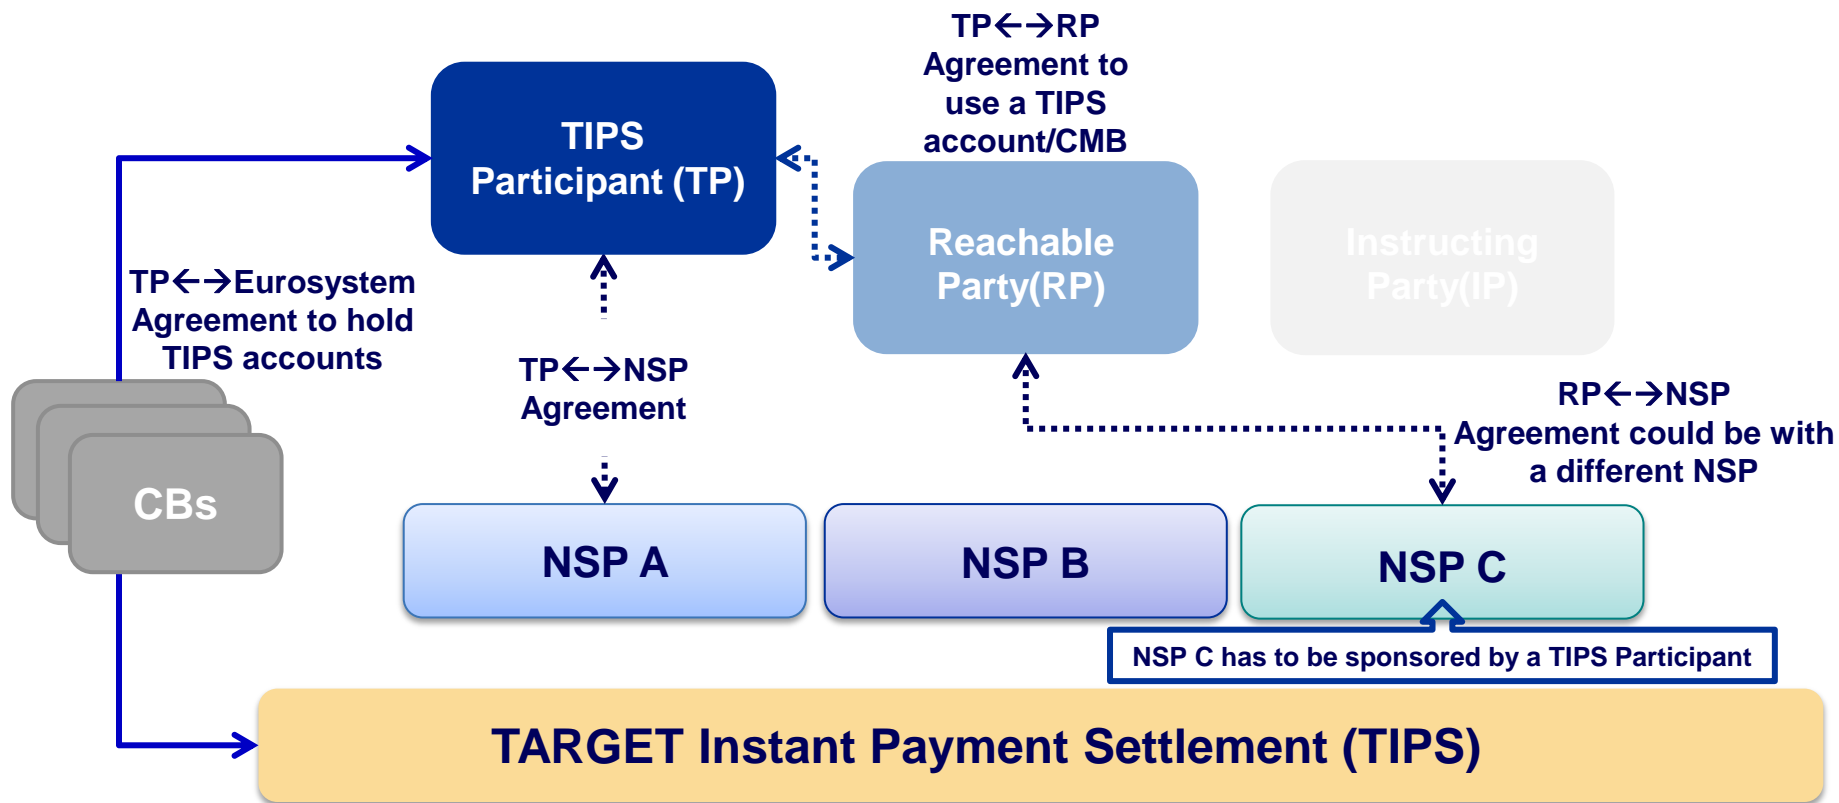 TP←→RP
Agreement to
use a TIPS
account/CMB
TIPS
Participant (TP)
Reachable
Party(RP)
Instructing
Party(IP)
TP←→Eurosystem
Agreement to hold
TIPS accounts
TP←→NSP
Agreement
RP←→NSP
Agreement could be with
a different NSP
CBs
NSP A
NSP B
NSP C
NSP C has to be sponsored by a TIPS Participant
TARGET Instant Payment Settlement (TIPS)